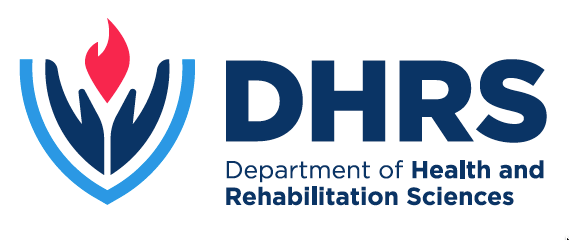 DHRS
Department of Health and
Rehabilitation Sciences